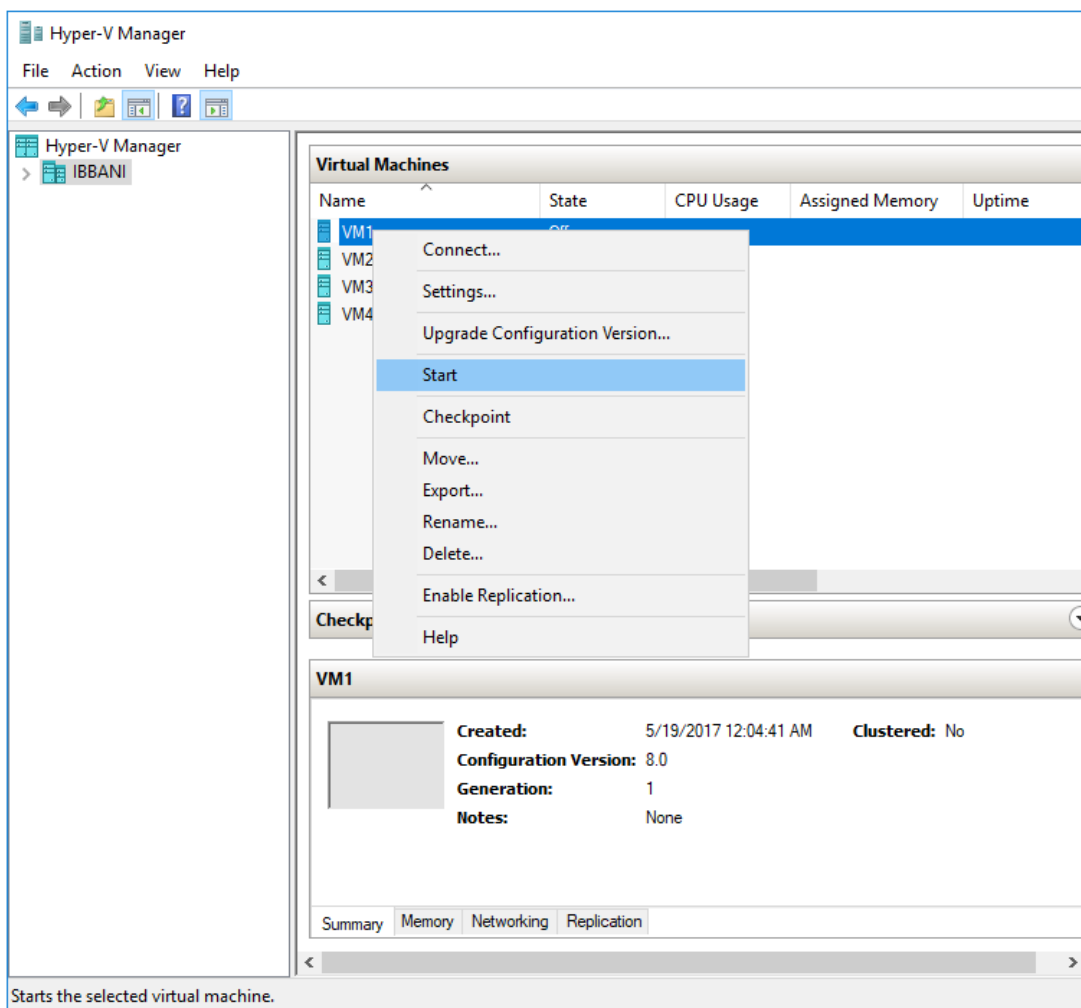 Hyper-V Manager
File Action View Help
Hyper-V Manager
IBBANI
Virtual Machines
Name State CPU Usage Assigned Memory Uptime
VM1 Off
VM2
VM3
VM4
Connect...
Settings...
Upgrade Configuration Version...
Start
Checkpoint
Move...
Export...
Rename...
Delete...
Enable Replication...
Help
Checkp
VM1
Created: 5/19/2017 12:04:41 AM Clustered: No
Configuration Version: 8.0
Generation: 1
Notes: None
Summary Memory Networking Replication
Starts the selected virtual machine.